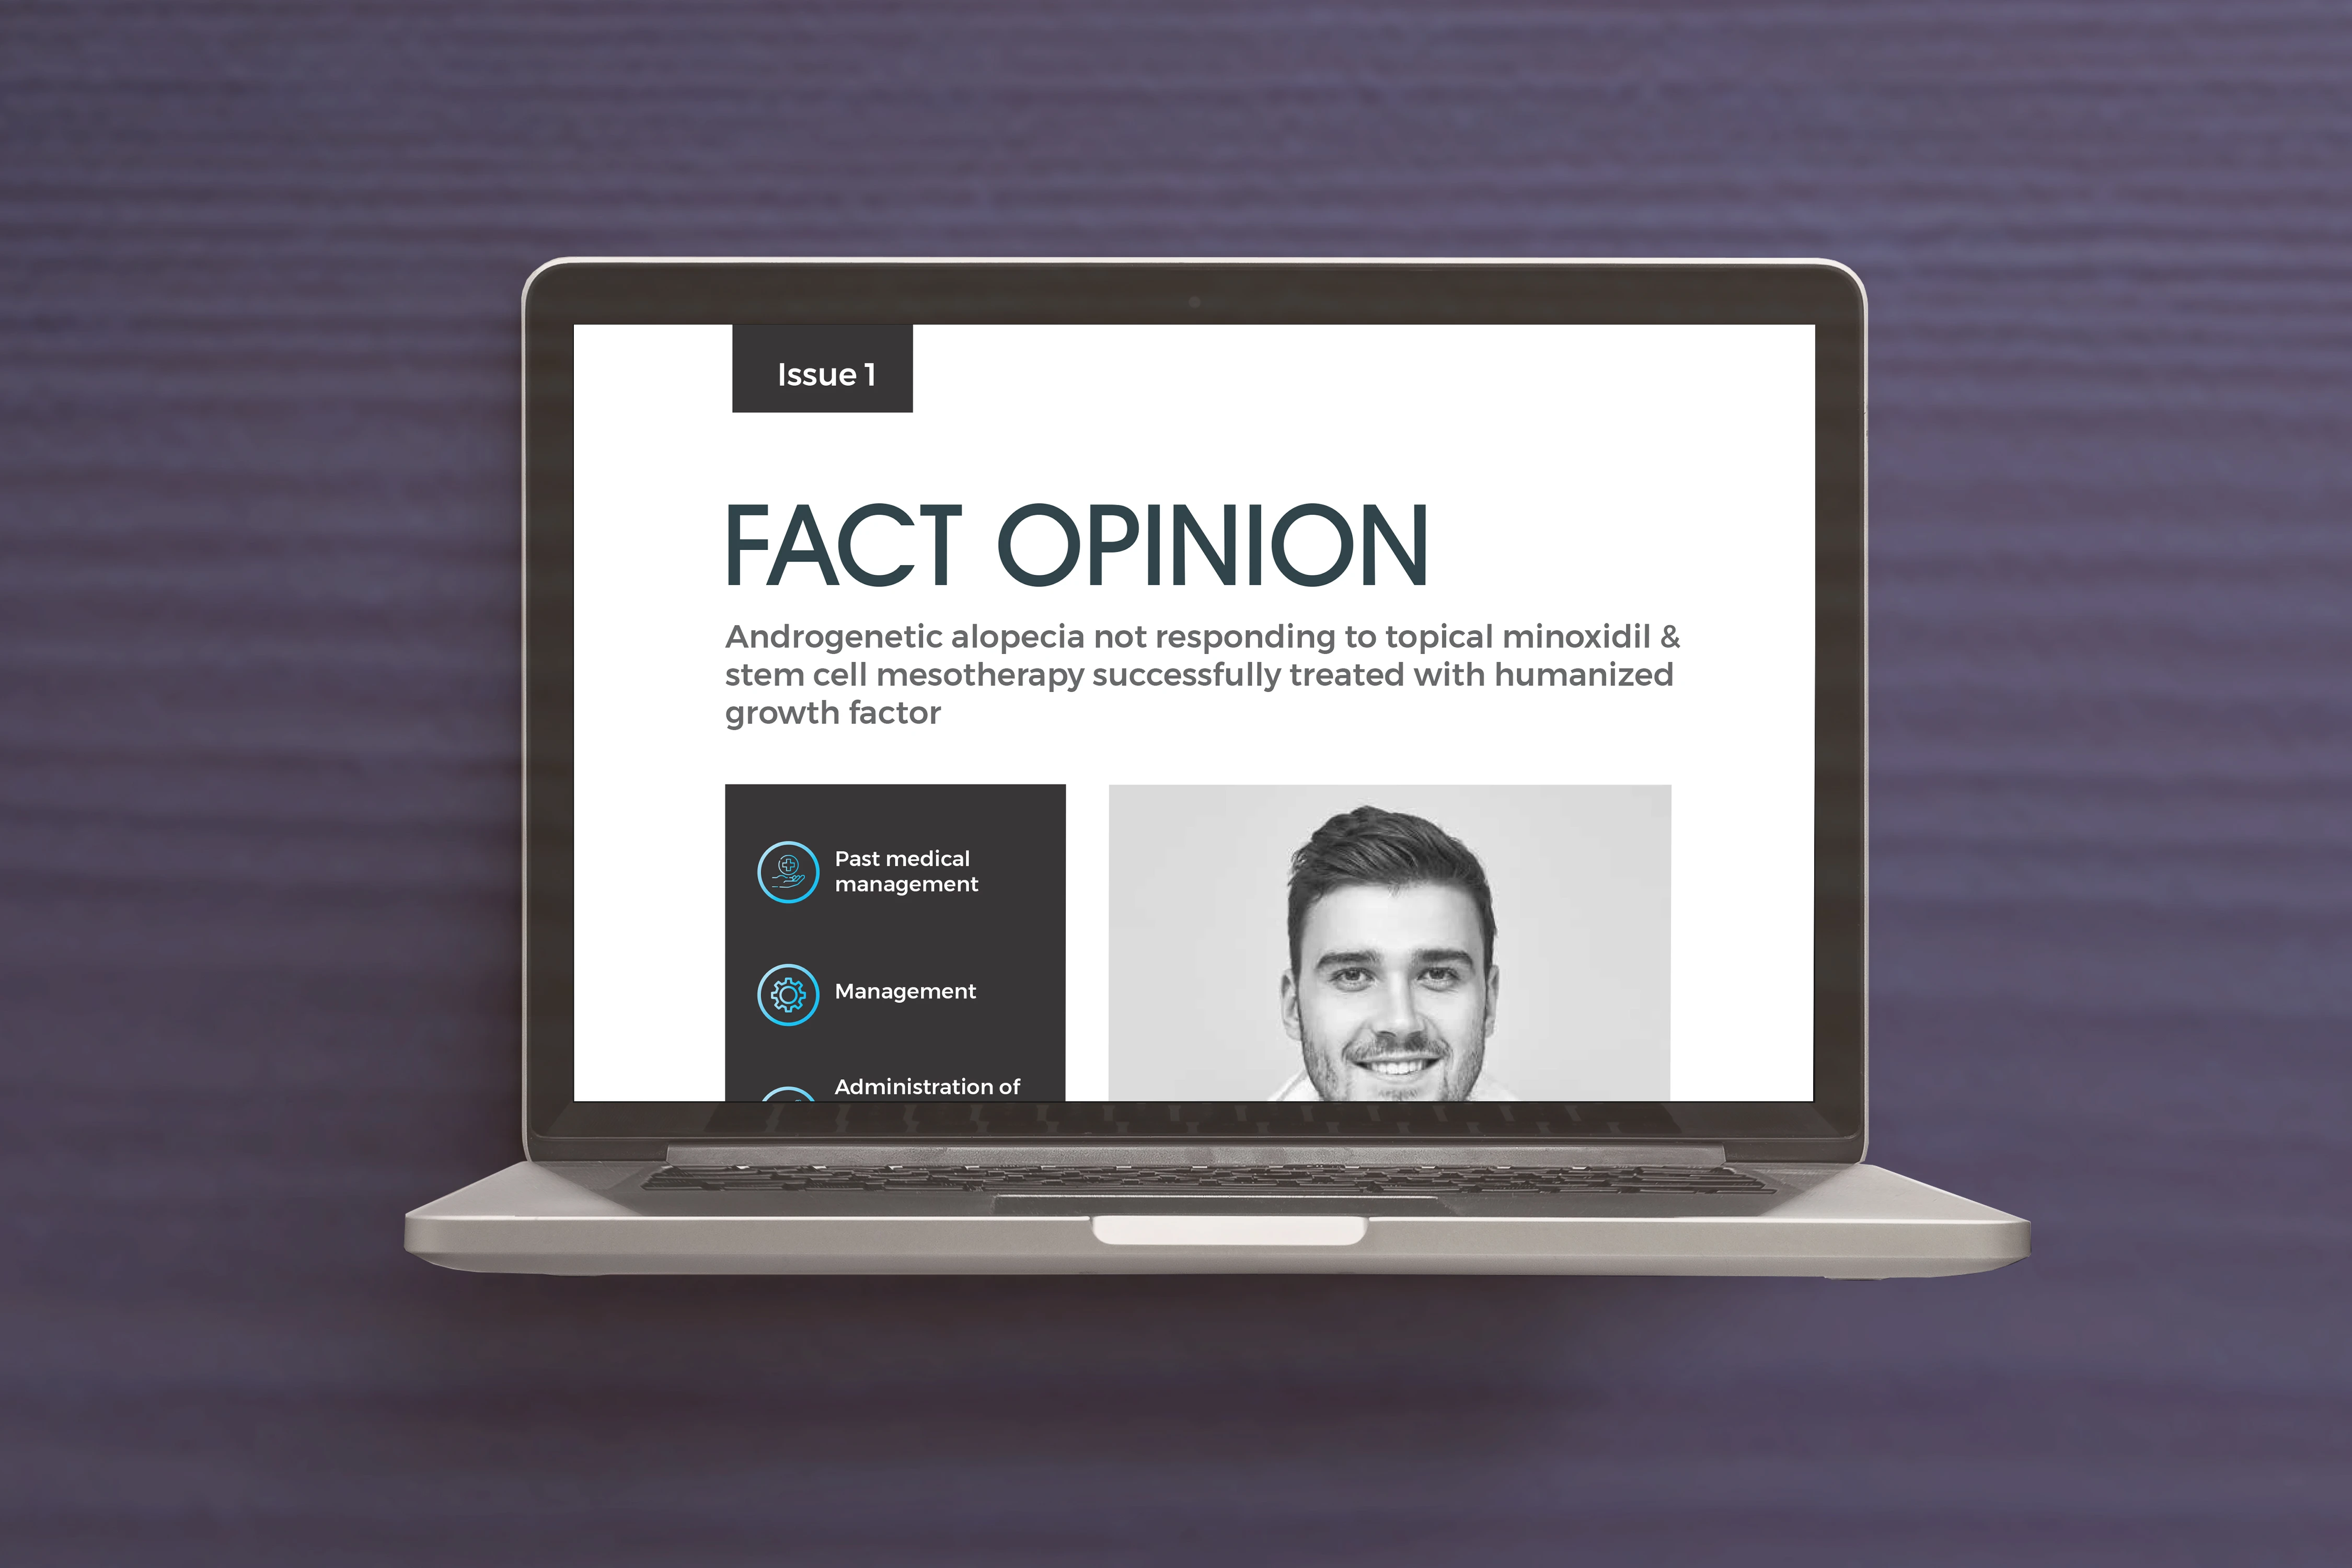 Issue 1
FACT OPINION
Androgenetic alopecia not responding to topical minoxidil &
stem cell mesotherapy successfully treated with humanized
growth factor
Past medical
management
Management
Administration of